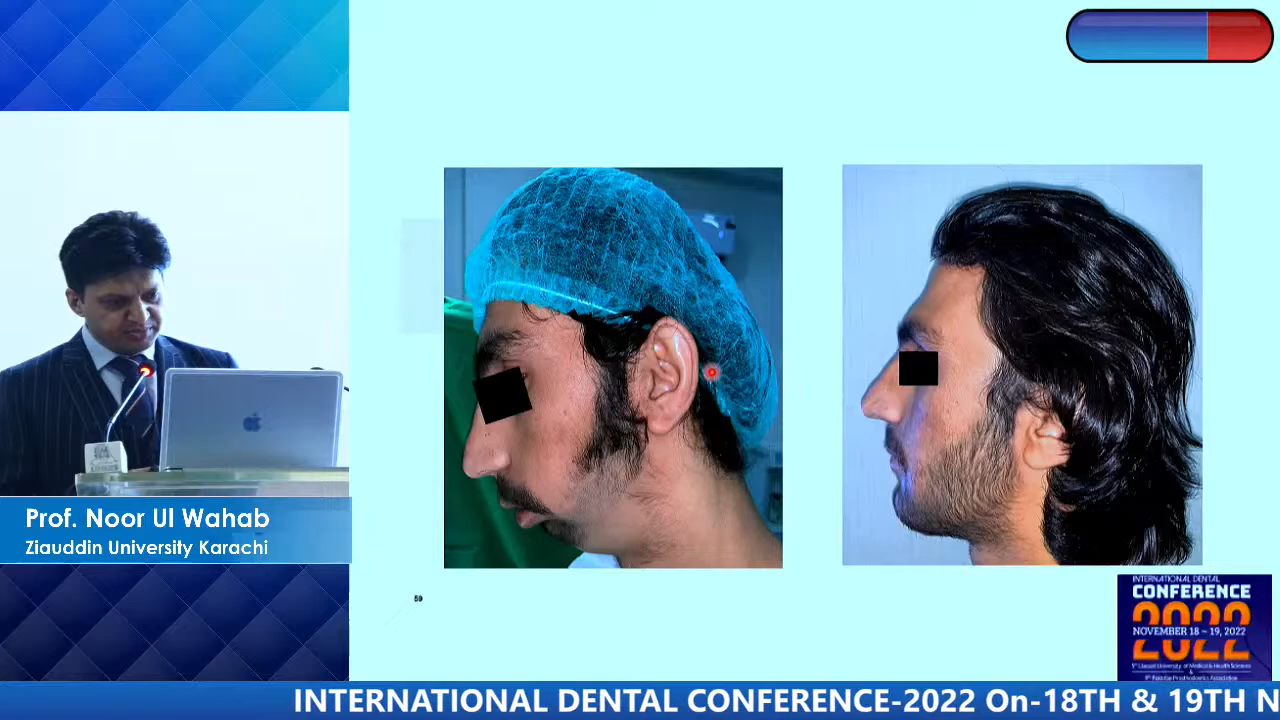 Prof. Noor Ul Wahab
Ziauddin University Karachi
59
INTERNATIONAL DENTAL
CONFERENCE
2022
NOVEMBER 18 ~ 19, 2022
INTERNATIONAL DENTAL CONFERENCE-2022 On-18TH & 19TH N